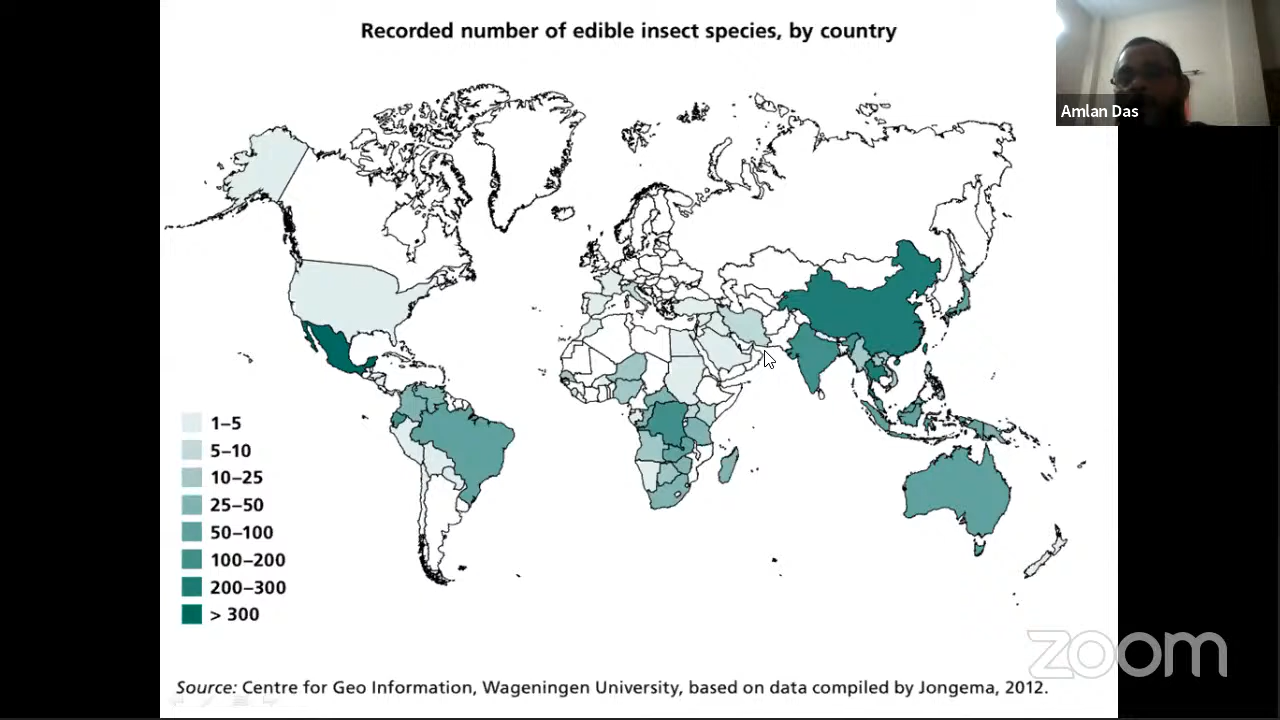 Recorded number of edible insect species, by country
Amlan Das
1–5
5–10
10–25
25–50
50–100
100–200
200–300
> 300
zoom
Source: Centre for Geo Information, Wageningen University, based on data compiled by Jongema, 2012.